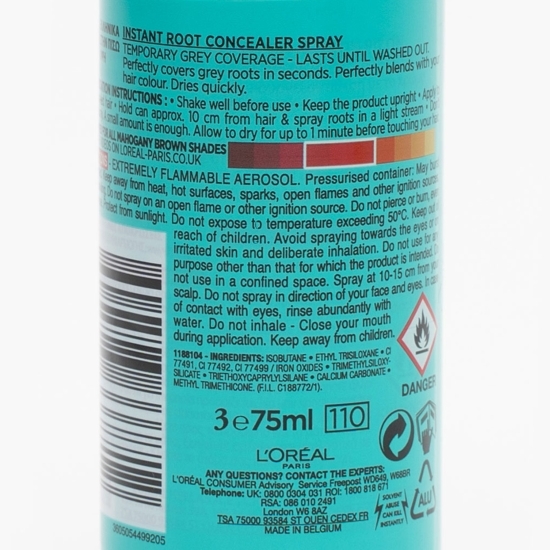 INSTANT ROOT CONCEALER SPRAY
TEMPORARY GREY COVERAGE - LASTS UNTIL WASHED OUT.
Perfectly covers grey roots in seconds. Perfectly blends with your
hair colour. Dries quickly.
INSTRUCTIONS : • Shake well before use • Keep the product upright • Apply
• Hold can approx. 10 cm from hair & spray roots in a light stream •
small amount is enough. Allow to dry for up to 1 minute before touching your
ALL MAHOGANY BROWN SHADES
ON LOREAL-PARIS.CO.UK
- EXTREMELY FLAMMABLE AEROSOL. Pressurised container: May
away from heat, hot surfaces, sparks, open flames and other ignition
Do not spray on an open flame or other ignition source. Do not pierce or burn,
Protect from sunlight. Do not expose to temperature exceeding 50°C. Keep out
reach of children. Avoid spraying towards the eyes or
irritated skin and deliberate inhalation. Do not use for
purpose other than that for which the product is intended.
not use in a confined space. Spray at 10-15 cm from
scalp. Do not spray in direction of your face and eyes. In case
of contact with eyes, rinse abundantly with
water. Do not inhale - Close your mouth
during application. Keep away from children.
1188104 - INGREDIENTS: ISOBUTANE • ETHYL TRISILOXANE • CI
77491, CI 77492, CI 77499 / IRON OXIDES • TRIMETHYLSILOXY-
SILICATE • TRIETHOXYCAPRYLYLSILANE • CALCIUM CARBONATE •
METHYL TRIMETHICONE. (F.I.L. C188772/1).
DANGER
3 e 75ml 110
L'ORÉAL
PARIS
ANY QUESTIONS? CONTACT THE EXPERTS:
L'ORÉAL CONSUMER Advisory Service Freepost WD649, W68BR
Telephone: UK: 0800 0304 031 ROI: 1800 818 671
RSA: 086 010 2491
London W6 8AZ
TSA 75000 93584 ST OUEN CEDEX FR
MADE IN BELGIUM
SOLVENT
ABUSE
CAN KILL
INSTANTLY
ALU
3605054499205